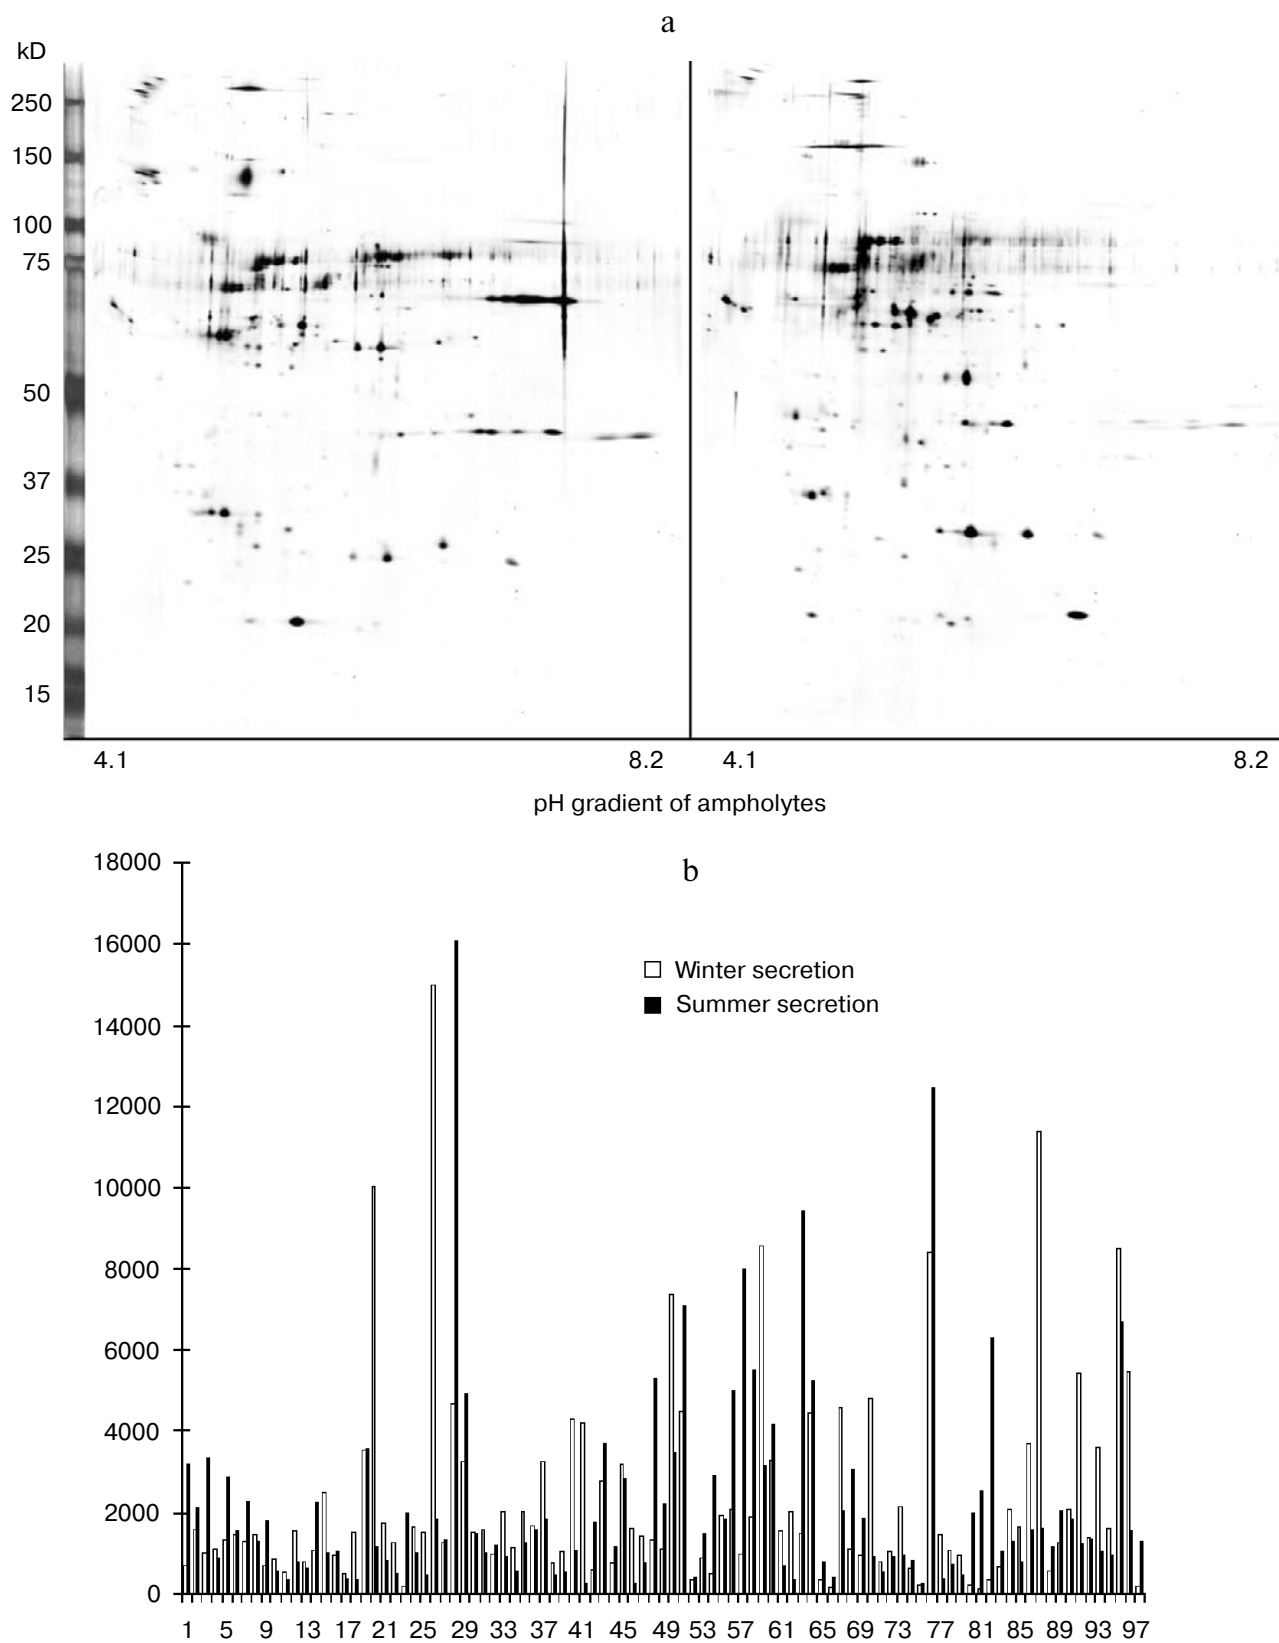 a
kD
250
150
100
75
50
37
25
20
15
4.1 8.2 4.1 8.2
pH gradient of ampholytes
b
18000
16000
14000
12000
10000
8000
6000
4000
2000
0
Winter secretion
Summer secretion
1 5 9 13 17 21 25 29 33 37 41 45 49 53 57 61 65 69 73 77 81 85 89 93 97